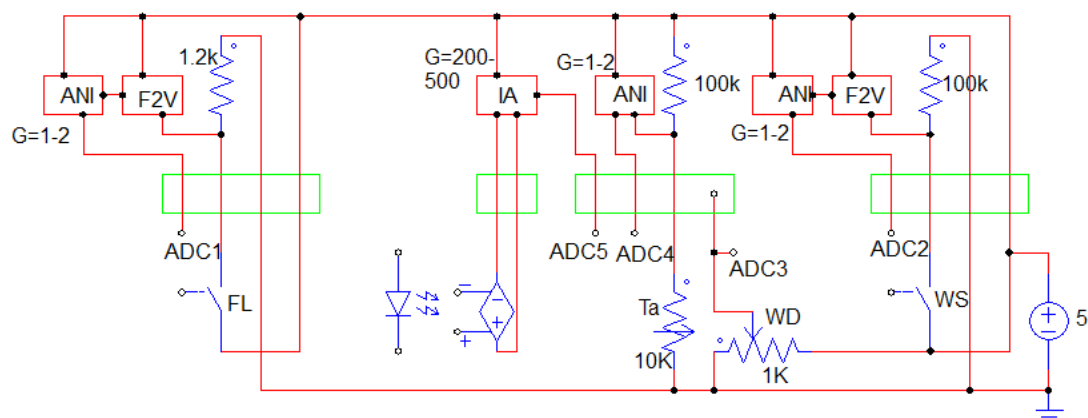 1.2k
ANI
F2V
G=1-2
G=200-
500
IA
G=1-2
ANI
100k
ANI
F2V
100k
G=1-2
ADC1
ADC5
ADC4
ADC3
ADC2
FL
Ta
WD
WS
10K
1K
5